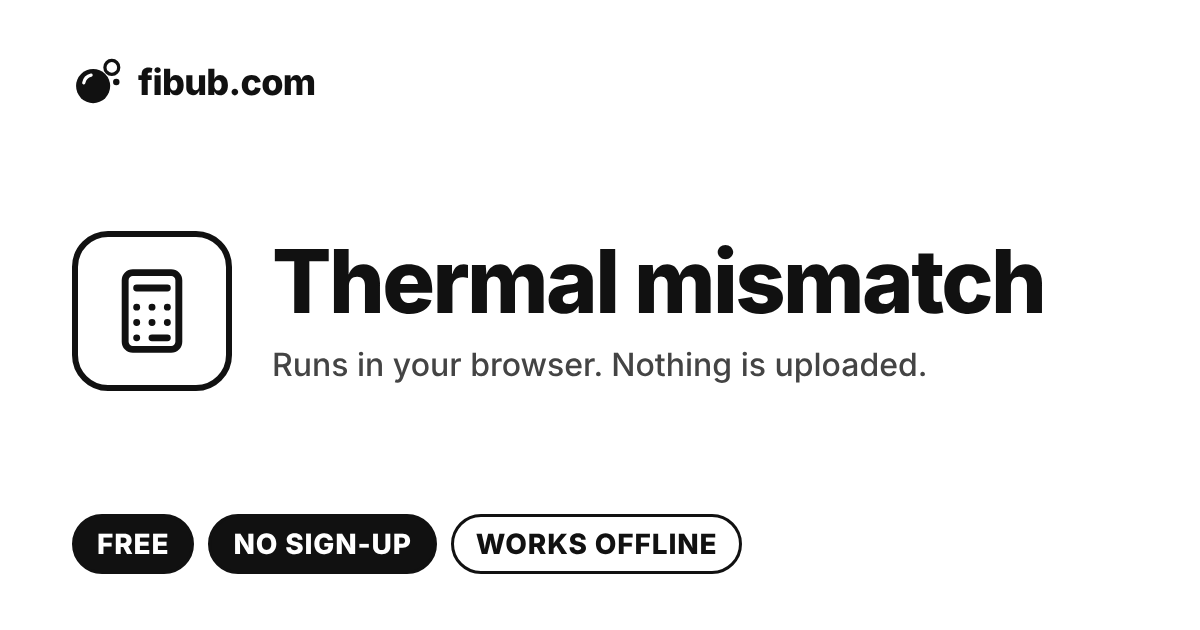 fibub.com
Thermal mismatch
Runs in your browser. Nothing is uploaded.
FREE NO SIGN-UP WORKS OFFLINE